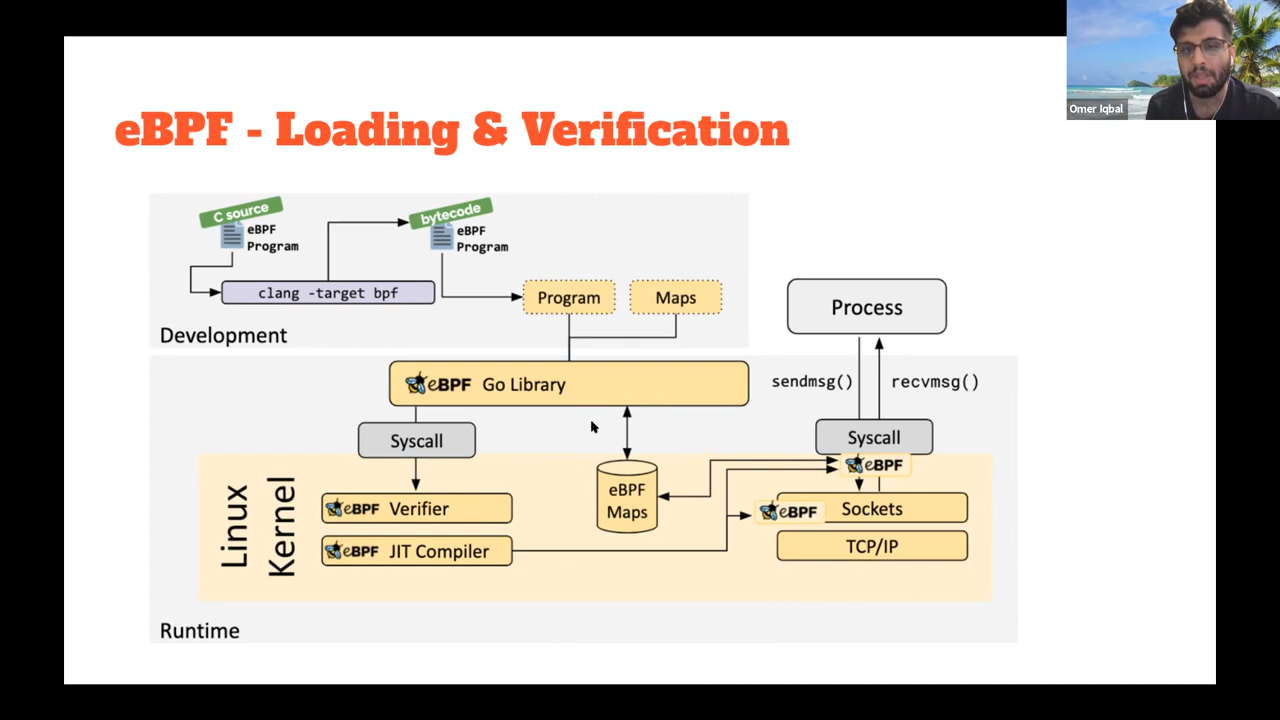 Omer Iqbal
eBPF - Loading & Verification
C source
eBPF
Program
bytecode
eBPF
Program
clang -target bpf
Program
Maps
Development
Process
eBPF Go Library
sendmsg()
recvmsg()
Syscall
Syscall
eBPF
Linux
Kernel
eBPF Verifier
eBPF
Maps
eBPF
Sockets
eBPF JIT Compiler
TCP/IP
Runtime